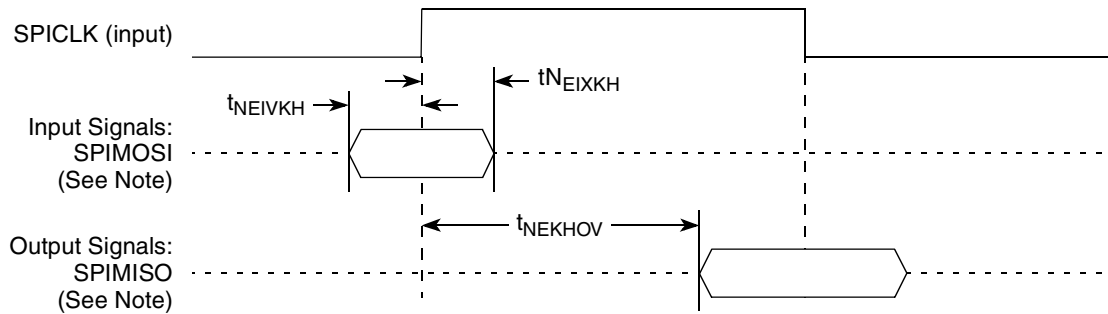 SPICLK (input)
tNEIXKH
tNEIVKH
Input Signals:
SPIMOSI
(See Note)
tNEKHOV
Output Signals:
SPIMISO
(See Note)